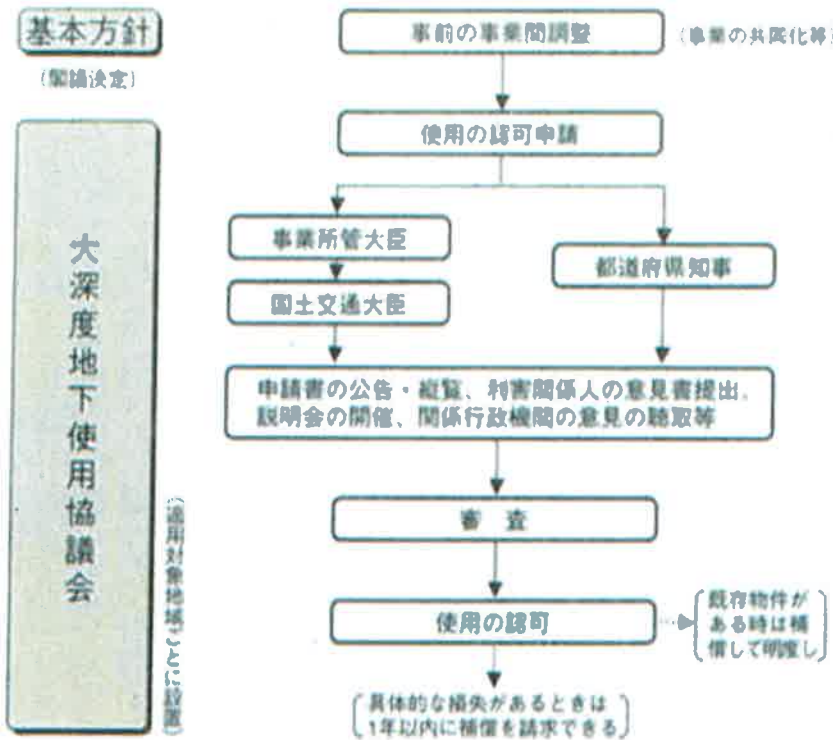 基本方針
(閣議決定)
大深度地下使用協議会
(適用対象地域ごとに設置)
事前の事業間調整
(事業の共同化等)
使用の認可申請
事業所管大臣
国土交通大臣
都道府県知事
申請書の公告・縦覧、利害関係人の意見書提出、
説明会の開催、関係行政機関の意見の聴取等
審査
使用の認可
既存物件が
ある時は補
償して明渡し
具体的な損失があるときは
1年以内に補償を請求できる